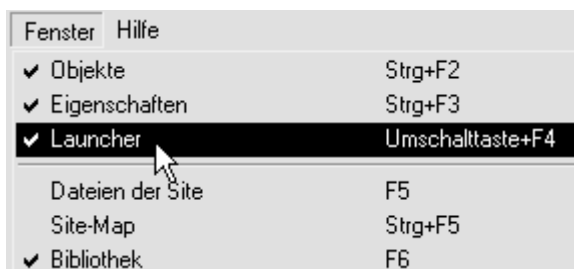 Fenster Hilfe
✔ Objekte Strg+F2
✔ Eigenschaften Strg+F3
✔ Launcher Umschalttaste+F4
Dateien der Site F5
Site-Map Strg+F5
✔ Bibliothek F6